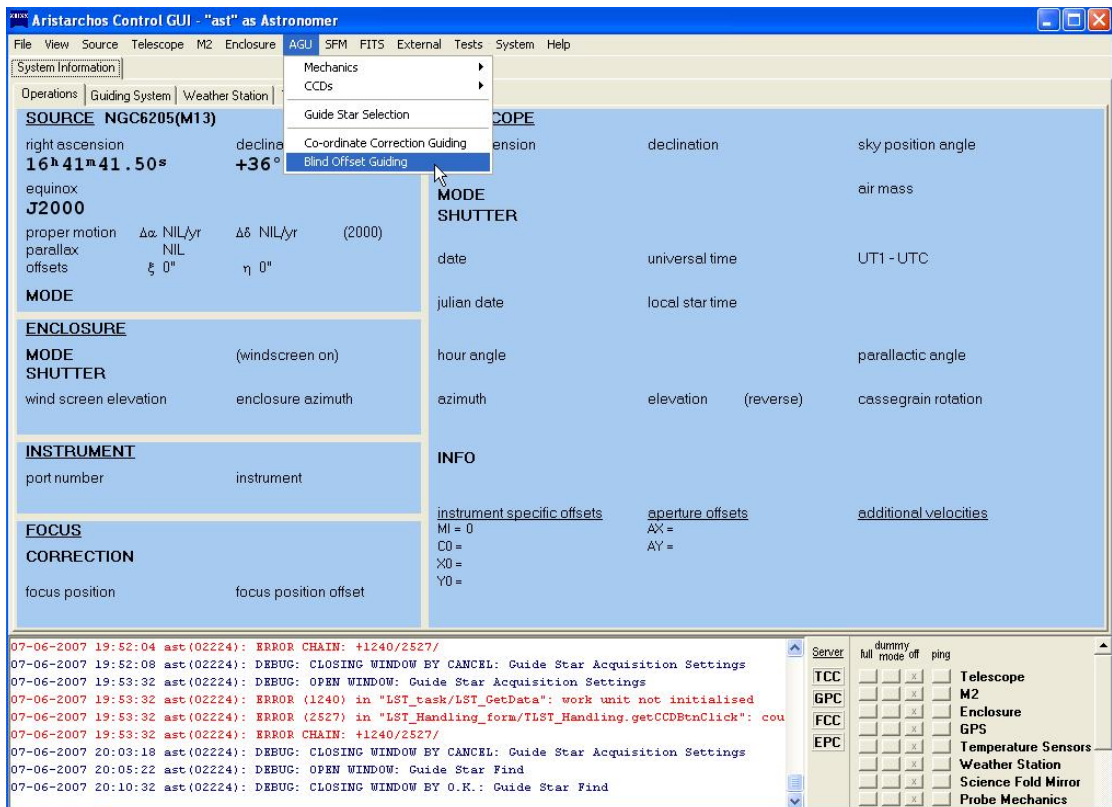 Aristarchos Control GUI - "ast" as Astronomer
File View Source Telescope M2 Enclosure AGU SFM FITS External Tests System Help
System Information
Operations Guiding System Weather Station
Mechanics
CCDs
Guide Star Selection
Co-ordinate Correction Guiding
Blind Offset Guiding
SOURCE NGC6205(M13)
right ascension declina
16h41m41.50s +36°
equinox
J2000
proper motion Δα NIL/yr Δδ NIL/yr (2000)
parallax NIL
offsets ξ 0" η 0"
MODE
ENCLOSURE
MODE (windscreen on)
SHUTTER
wind screen elevation enclosure azimuth
INSTRUMENT
port number instrument
FOCUS
CORRECTION
focus position focus position offset
COPE
ension declination sky position angle
MODE air mass
SHUTTER
date universal time UT1 - UTC
julian date local star time
hour angle parallactic angle
azimuth elevation (reverse) cassegrain rotation
INFO
instrument specific offsets aperture offsets additional velocities
MI = 0 AX =
C0 = AY =
X0 =
Y0 =
07-06-2007 19:52:04 ast(02224): ERROR CHAIN: +1240/2527/
07-06-2007 19:52:08 ast(02224): DEBUG: CLOSING WINDOW BY CANCEL: Guide Star Acquisition Settings
07-06-2007 19:53:32 ast(02224): DEBUG: OPEN WINDOW: Guide Star Acquisition Settings
07-06-2007 19:53:32 ast(02224): ERROR (1240) in "LST_task/LST_GetData": work unit not initialised
07-06-2007 19:53:32 ast(02224): ERROR (2527) in "LST_Handling_form/TLST_Handling.getCCDBtnClick": cou
07-06-2007 19:53:32 ast(02224): ERROR CHAIN: +1240/2527/
07-06-2007 20:03:18 ast(02224): DEBUG: CLOSING WINDOW BY CANCEL: Guide Star Acquisition Settings
07-06-2007 20:05:22 ast(02224): DEBUG: OPEN WINDOW: Guide Star Find
07-06-2007 20:10:32 ast(02224): DEBUG: CLOSING WINDOW BY O.K.: Guide Star Find
Server full dummy mode off ping
TCC
GPC
FCC
EPC
x Telescope
x M2
x Enclosure
x GPS
x Temperature Sensors
x Weather Station
x Science Fold Mirror
x Probe Mechanics